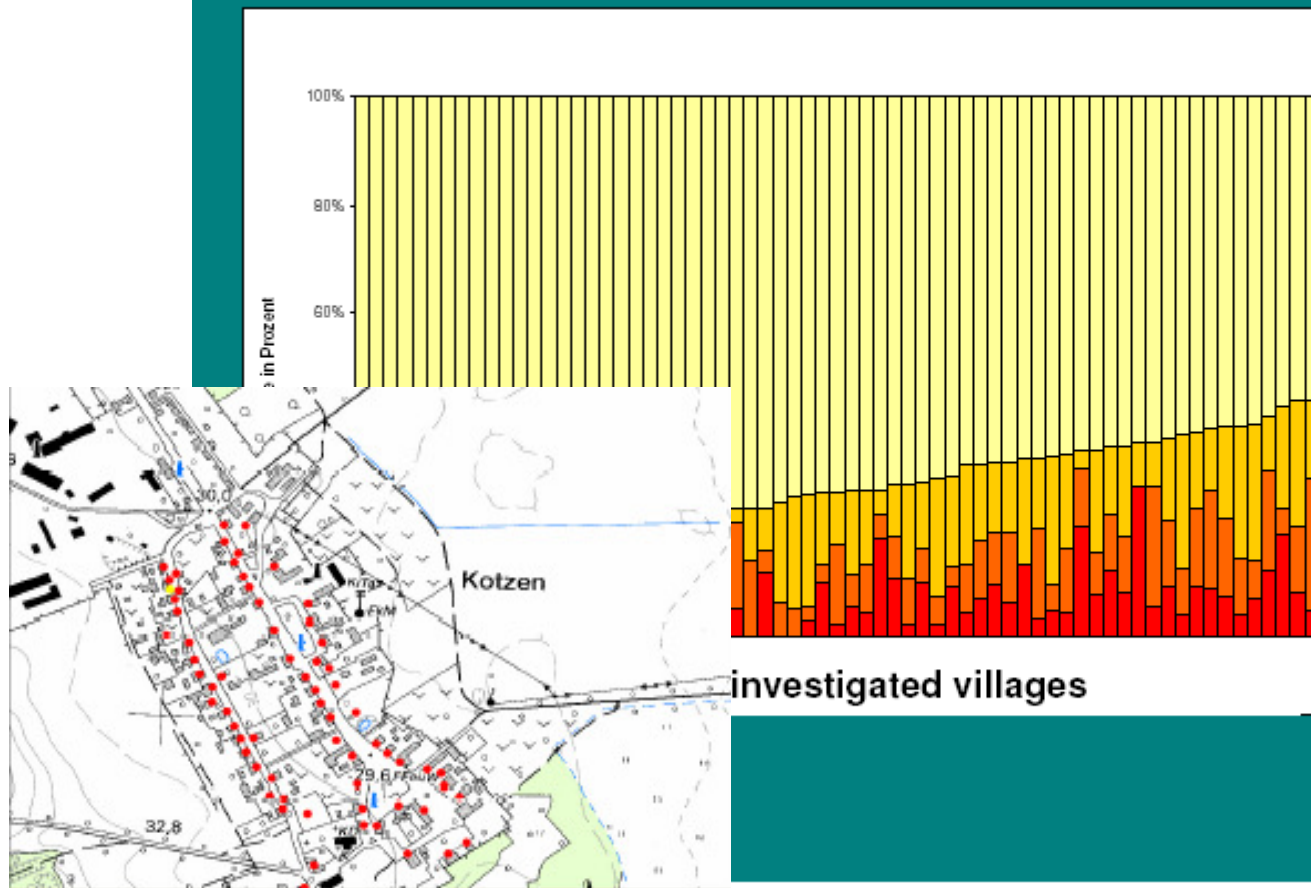 100%
80%
60%
e in Prozent
30,0
Kotzen
investigated villages
29,6
32,8